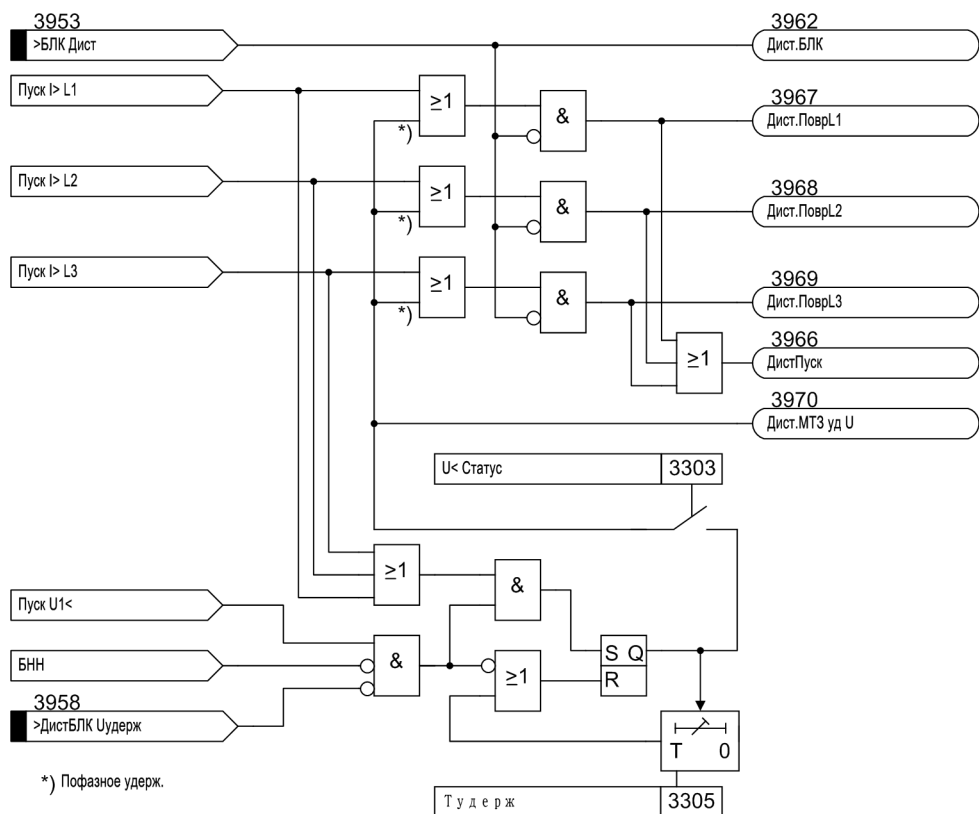 3953
>БЛК Дист
3962
Дист.БЛК
Пуск I> L1
≥1
*)
&
3967
Дист.ПоврL1
Пуск I> L2
≥1
*)
&
3968
Дист.ПоврL2
Пуск I> L3
≥1
*)
&
3969
Дист.ПоврL3
≥1
3966
ДистПуск
3970
Дист.МТЗ уд U
U< Статус 3303
≥1
&
Пуск U1<
БНН
&
≥1
S Q
R
3958
>ДистБЛК Uудерж
T 0
*) Пофазное удерж.
Tудерж 3305